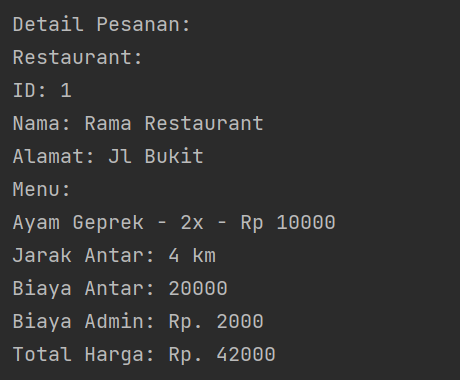 Detail Pesanan:
Restaurant:
ID: 1
Nama: Rama Restaurant
Alamat: Jl Bukit
Menu:
Ayam Geprek - 2x - Rp 10000
Jarak Antar: 4 km
Biaya Antar: 20000
Biaya Admin: Rp. 2000
Total Harga: Rp. 42000